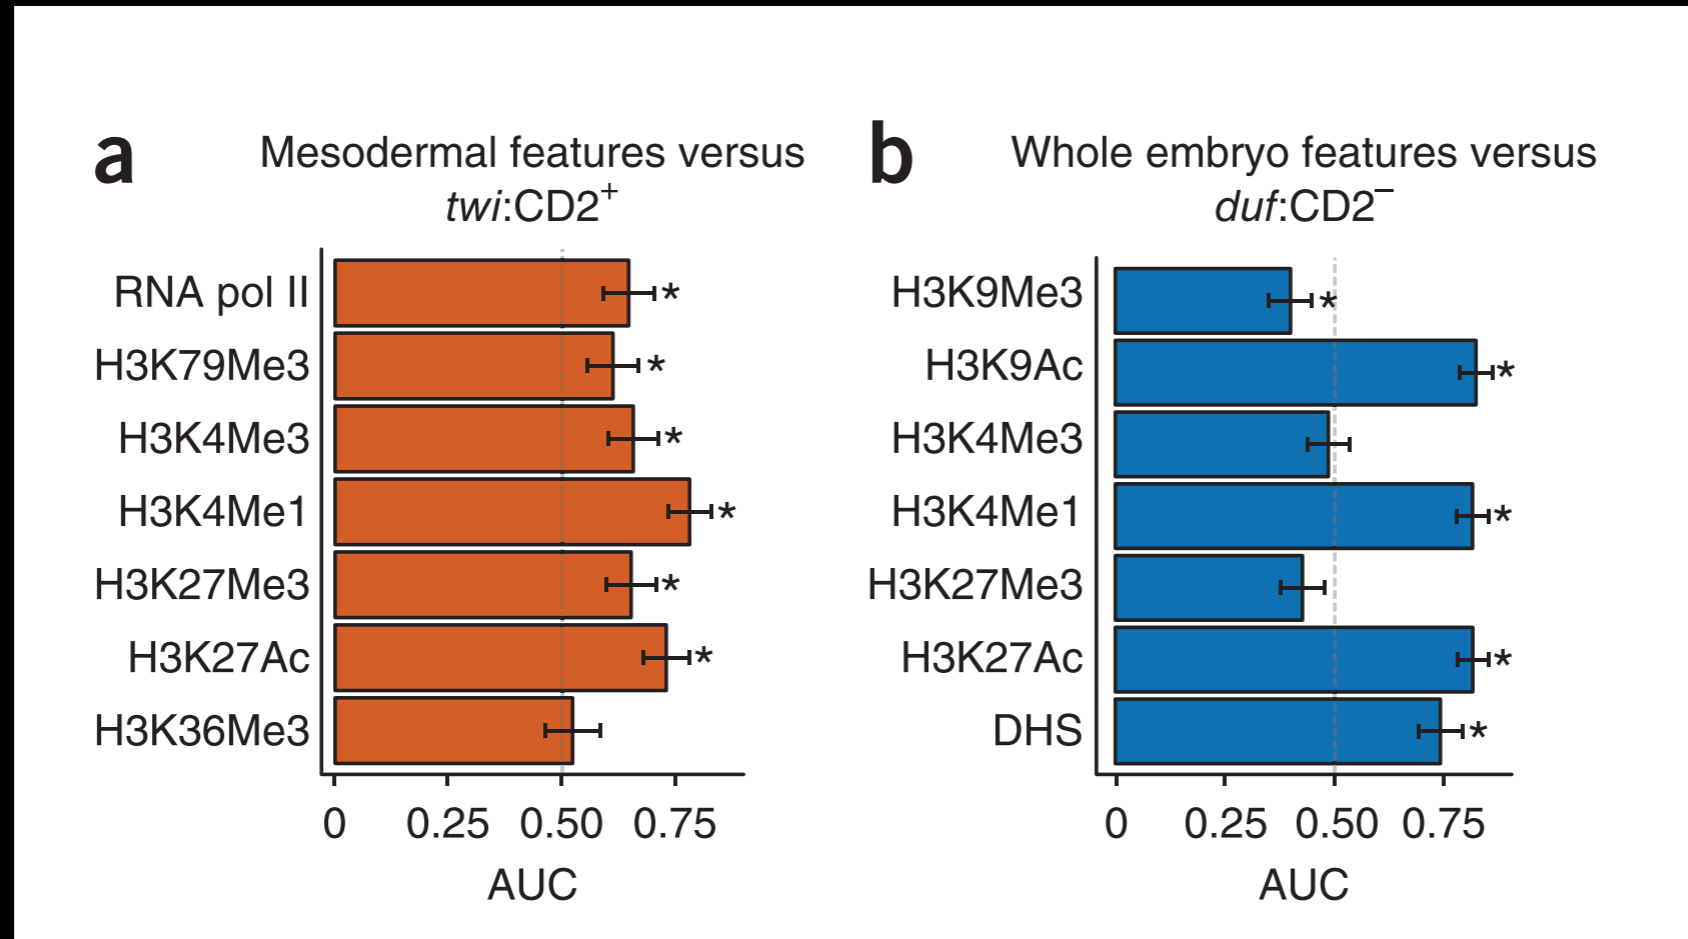 a
Mesodermal features versus
twi:CD2⁺
RNA pol II
*
H3K79Me3
*
H3K4Me3
*
H3K4Me1
*
H3K27Me3
*
H3K27Ac
*
H3K36Me3
0 0.25 0.50 0.75
AUC
b
Whole embryo features versus
duf:CD2⁻
H3K9Me3
*
H3K9Ac
*
H3K4Me3
H3K4Me1
*
H3K27Me3
H3K27Ac
*
DHS
*
0 0.25 0.50 0.75
AUC